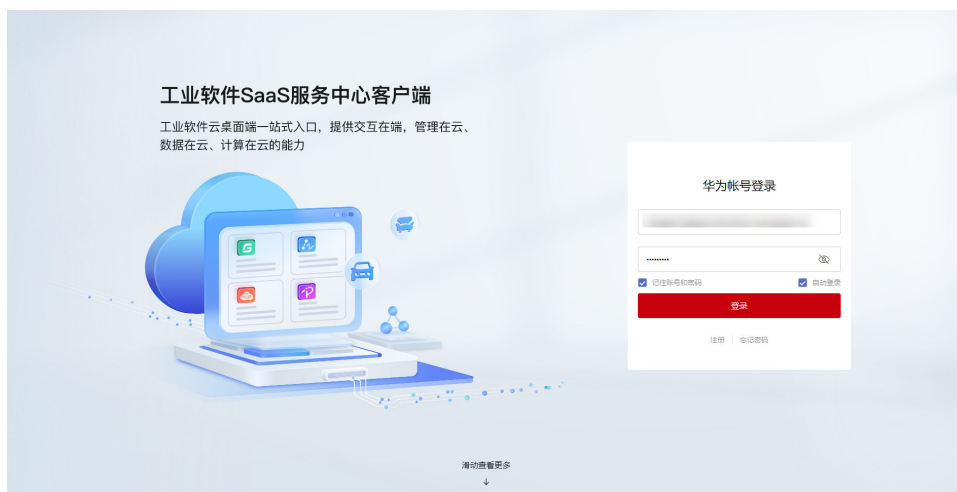 工业软件SaaS服务中心客户端
工业软件云桌面端一站式入口，提供交互在端，管理在云、
数据在云、计算在云的能力
华为帐号登录
记住账号和密码
自动登录
登录
注册
忘记密码
滑动查看更多